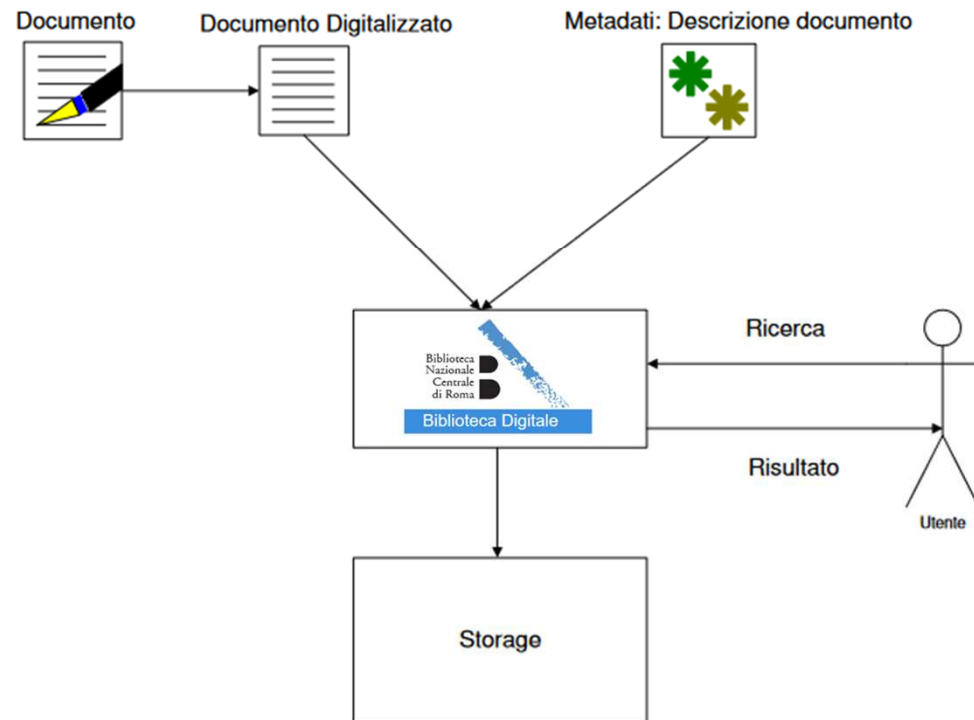 Documento
Documento Digitalizzato
Metadati: Descrizione documento
Ricerca
Biblioteca
Nazionale
Centrale
di Roma
Biblioteca Digitale
Risultato
Utente
Storage